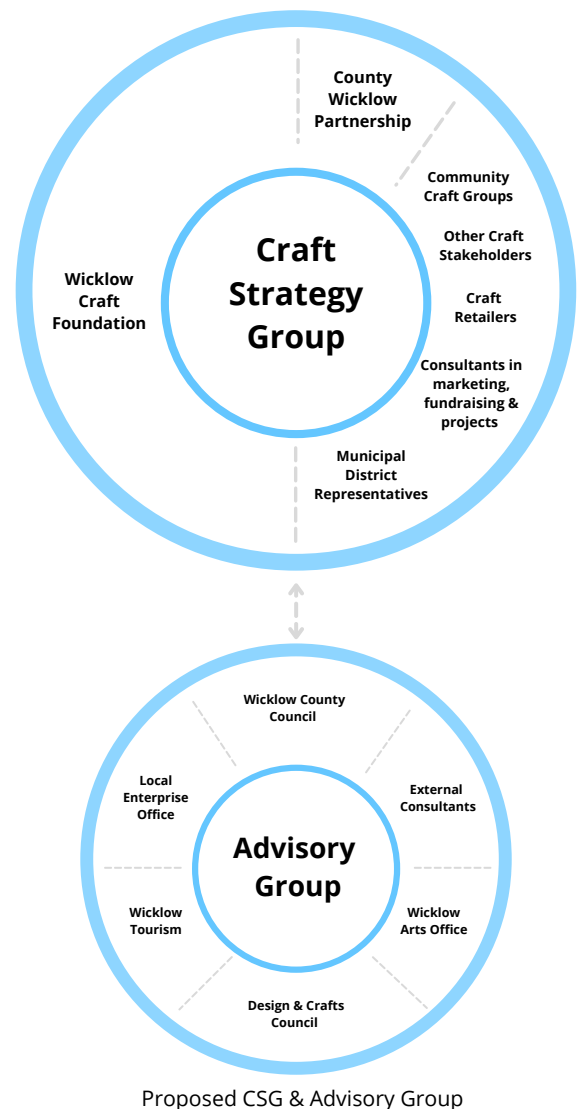 County
Wicklow
Partnership
Community
Craft Groups
Other Craft
Stakeholders
Craft
Retailers
Consultants in
marketing,
fundraising &
projects
Municipal
District
Representatives
Wicklow
Craft
Foundation
Craft
Strategy
Group
Wicklow County
Council
External
Consultants
Wicklow
Arts Office
Design & Crafts
Council
Wicklow
Tourism
Local
Enterprise
Office
Advisory
Group
Proposed CSG & Advisory Group